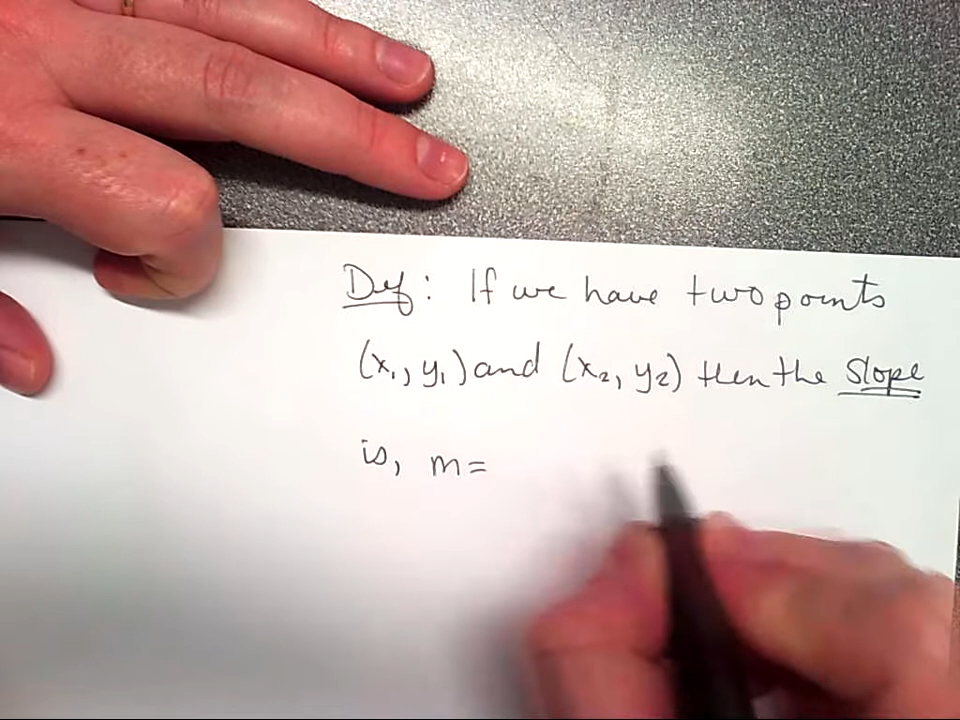 Def: If we have two points
(x₁, y₁) and (x₂, y₂) then the slope
is, m=